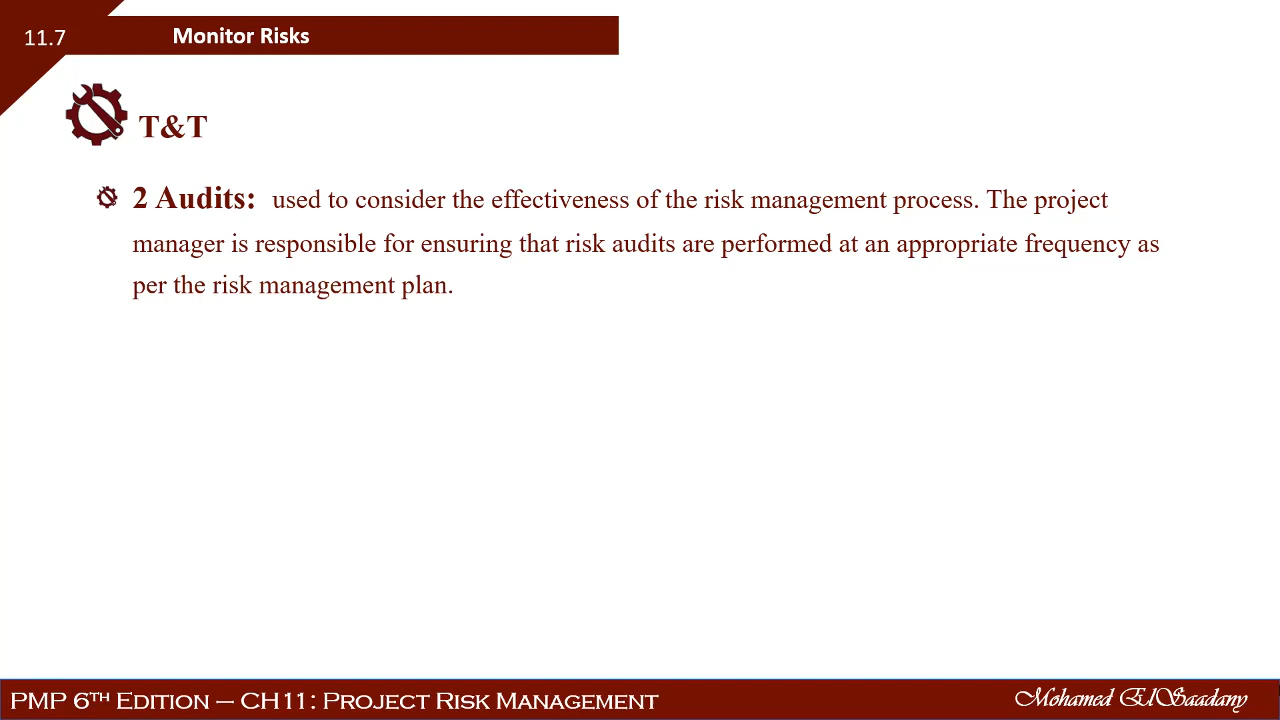 11.7
Monitor Risks
T&T
2 Audits: used to consider the effectiveness of the risk management process. The project
manager is responsible for ensuring that risk audits are performed at an appropriate frequency as
per the risk management plan.
PMP 6TH EDITION – CH11: PROJECT RISK MANAGEMENT
Mohamed ElSaadany